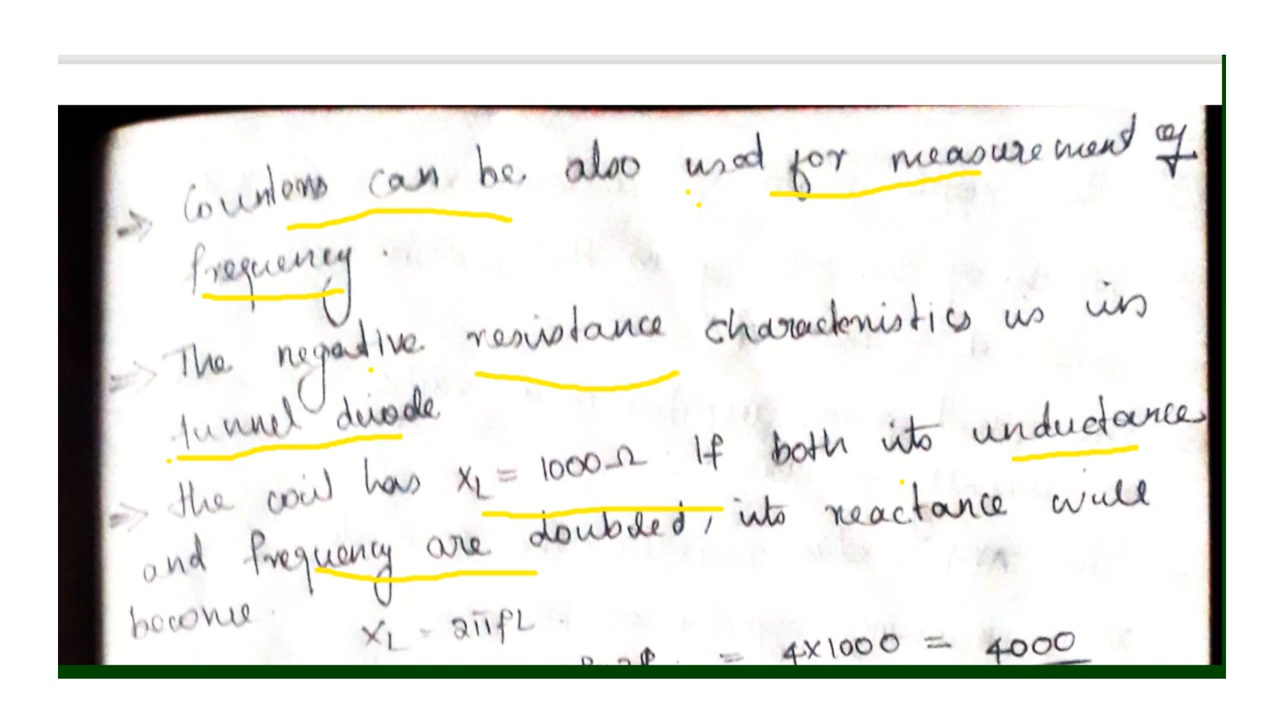 → Counters can be also used for measurement of
frequency.
⇒ The negative resistance characteristics is in
tunnel diode
⇒ the coil has XL = 1000Ω If both its inductance
and frequency are doubled, its reactance will
become.
XL = 2πfL
= 4×1000 = 4000